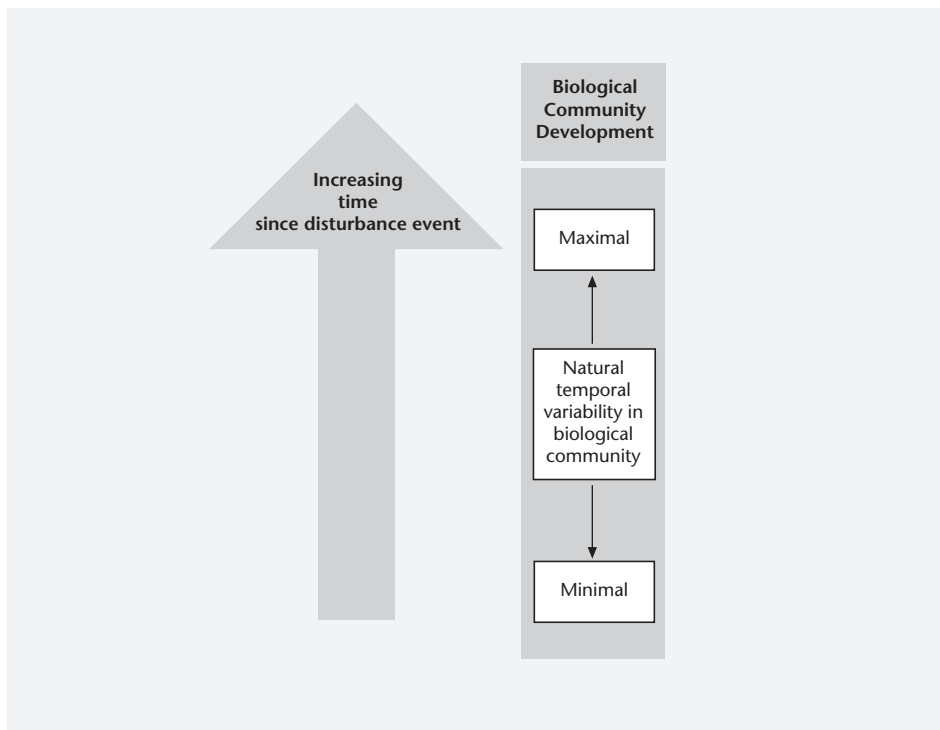 Biological
Community
Development
Increasing
time
since disturbance event
Maximal
Natural
temporal
variability in
biological
community
Minimal